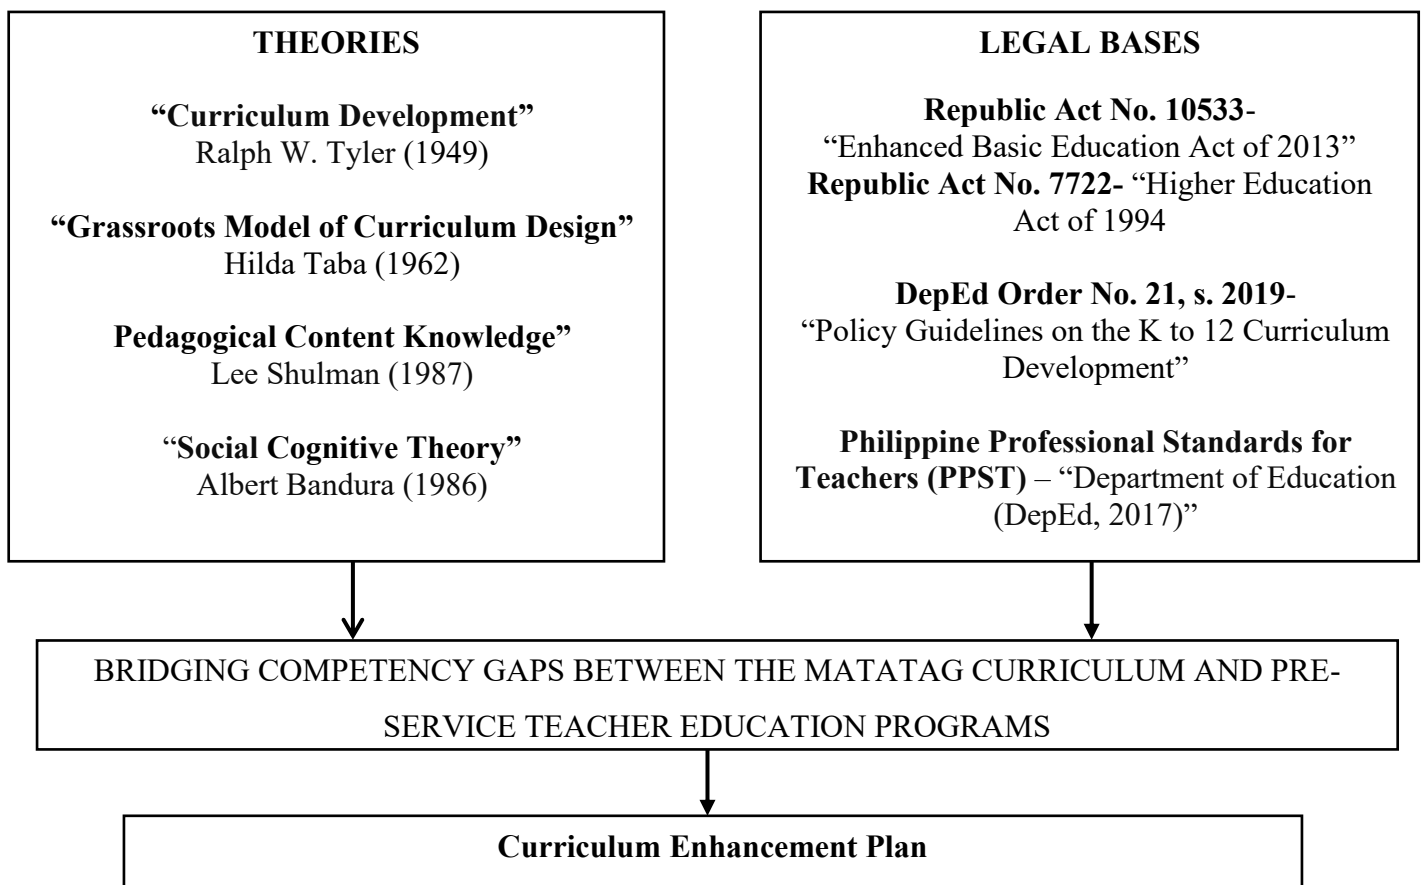 THEORIES
“Curriculum Development”
Ralph W. Tyler (1949)
“Grassroots Model of Curriculum Design”
Hilda Taba (1962)
Pedagogical Content Knowledge”
Lee Shulman (1987)
“Social Cognitive Theory”
Albert Bandura (1986)
LEGAL BASES
Republic Act No. 10533-
“Enhanced Basic Education Act of 2013”
Republic Act No. 7722- “Higher Education
Act of 1994
DepEd Order No. 21, s. 2019-
“Policy Guidelines on the K to 12 Curriculum
Development”
Philippine Professional Standards for
Teachers (PPST) – “Department of Education
(DepEd, 2017)”
BRIDGING COMPETENCY GAPS BETWEEN THE MATATAG CURRICULUM AND PRE-
SERVICE TEACHER EDUCATION PROGRAMS
Curriculum Enhancement Plan